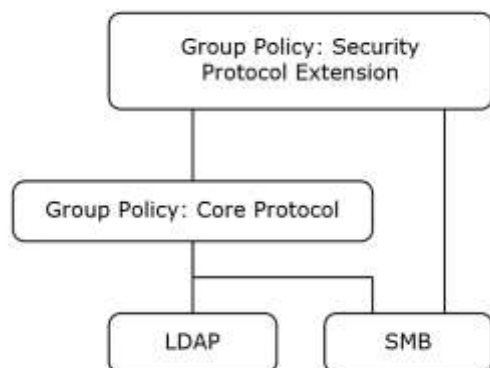 Group Policy: Security
Protocol Extension
Group Policy: Core Protocol
LDAP
SMB